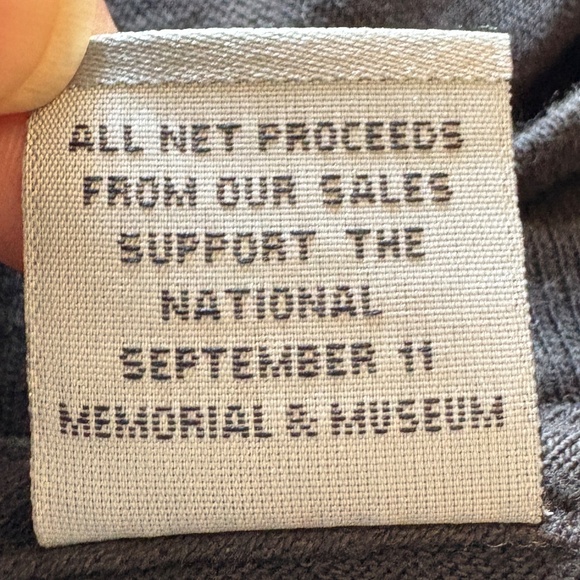 ALL NET PROCEEDS
FROM OUR SALES
SUPPORT THE
NATIONAL
SEPTEMBER 11
MEMORIAL & MUSEUM